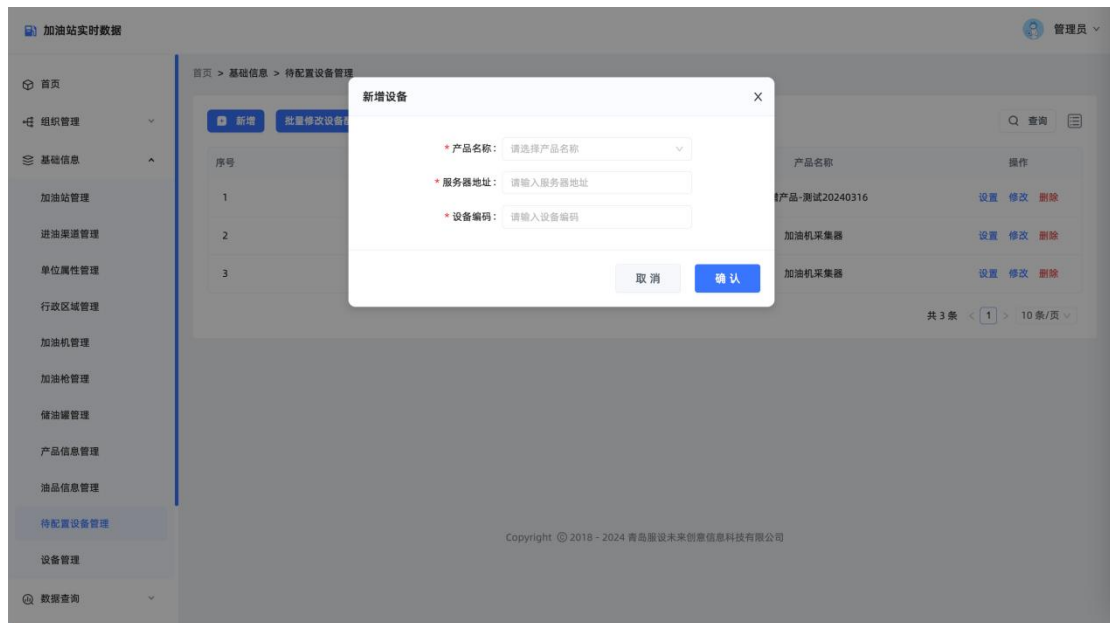 加油站实时数据
管理员
首页
组织管理
基础信息
加油站管理
进油渠道管理
单位属性管理
行政区域管理
加油机管理
加油枪管理
储油罐管理
产品信息管理
油品信息管理
待配置设备管理
设备管理
数据查询
首页 > 基础信息 > 待配置设备管理
新增 批量修改设备
查询
序号 产品名称 操作
1 产品-测试20240316 设置 修改 删除
2 加油机采集器 设置 修改 删除
3 加油机采集器 设置 修改 删除
共 3 条 < 1 > 10 条/页
新增设备 X
* 产品名称: 请选择产品名称
* 服务器地址: 请输入服务器地址
* 设备编码: 请输入设备编码
取 消 确 认
Copyright © 2018 - 2024 青岛服设未来创意信息科技有限公司